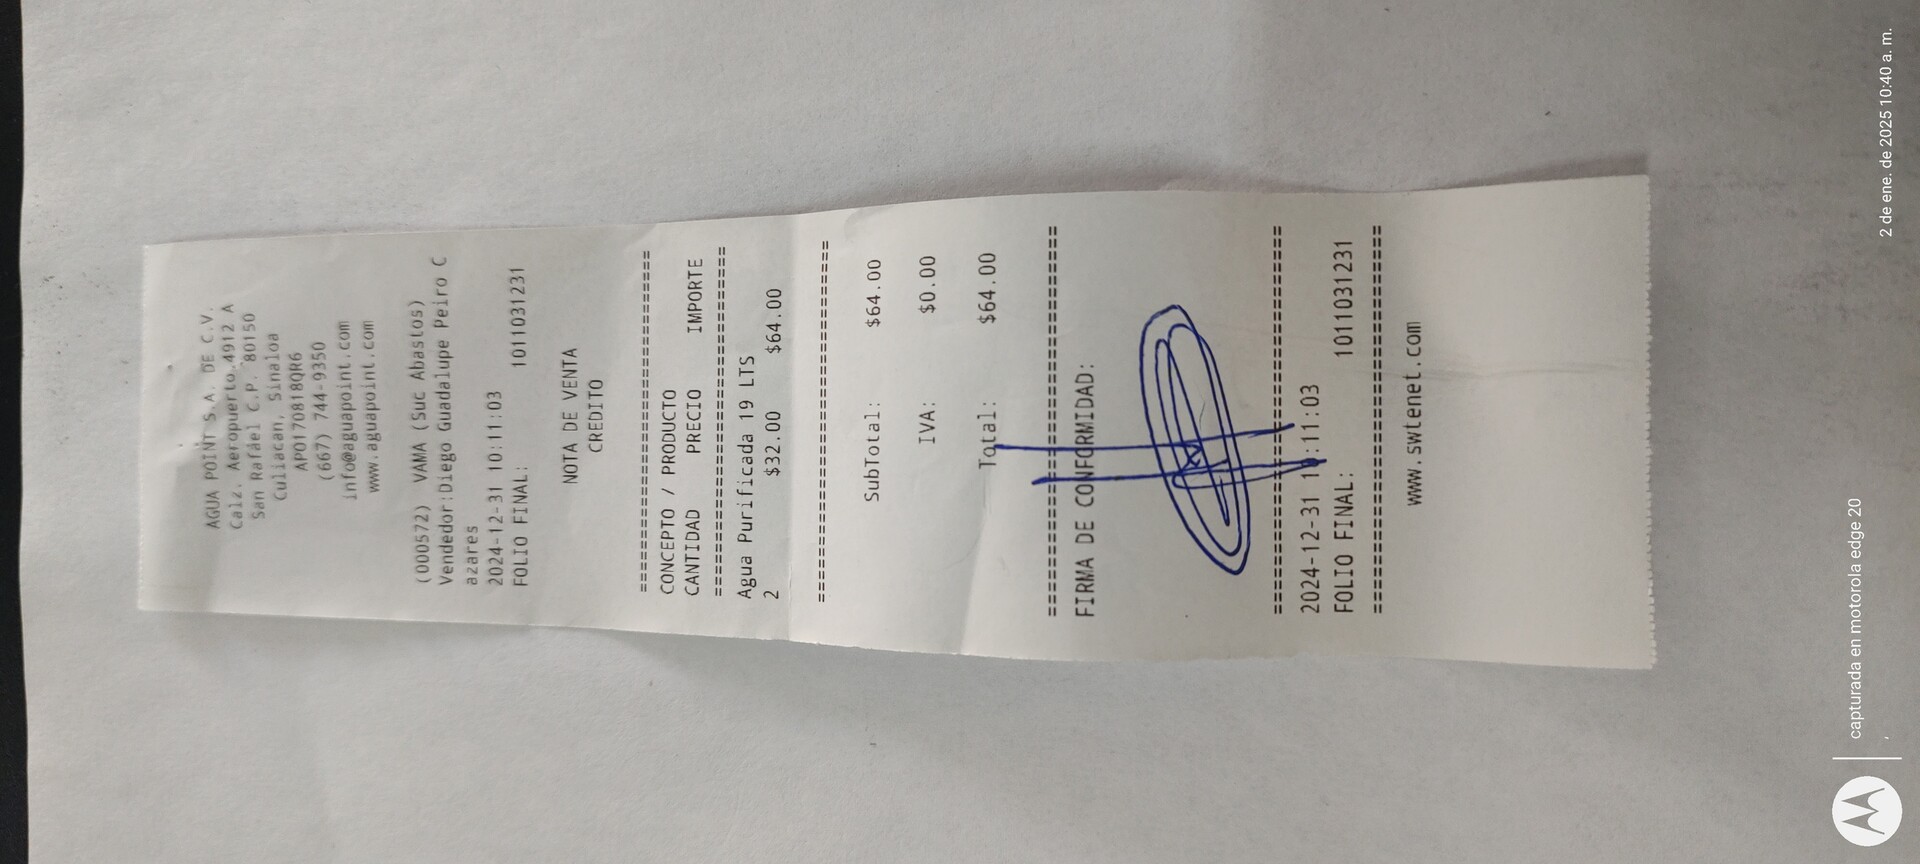 AGUA POINT S.A. DE C.V.
Calz. Aeropuerto.4912 A
San Rafael C.P. 80150
Culiacan, Sinaloa
APO170818QR6
(667) 744-9350
info@aguapoint.com
www.aguapoint.com
(000572) VAMA (Suc Abastos)
Vendedor:Diego Guadalupe Peiro C
azares
2024-12-31 10:11:03
FOLIO FINAL: 1011031231
NOTA DE VENTA
CREDITO
================================
CONCEPTO / PRODUCTO
CANTIDAD PRECIO IMPORTE
================================
Agua Purificada 19 LTS
2 $32.00 $64.00
================================
SubTotal: $64.00
IVA: $0.00
Total: $64.00
================================
FIRMA DE CONFORMIDAD:
================================
2024-12-31 10:11:03
FOLIO FINAL: 1011031231
================================
www.swtenet.com
capturada en motorola edge 20
2 de ene. de 2025 10:40 a. m.